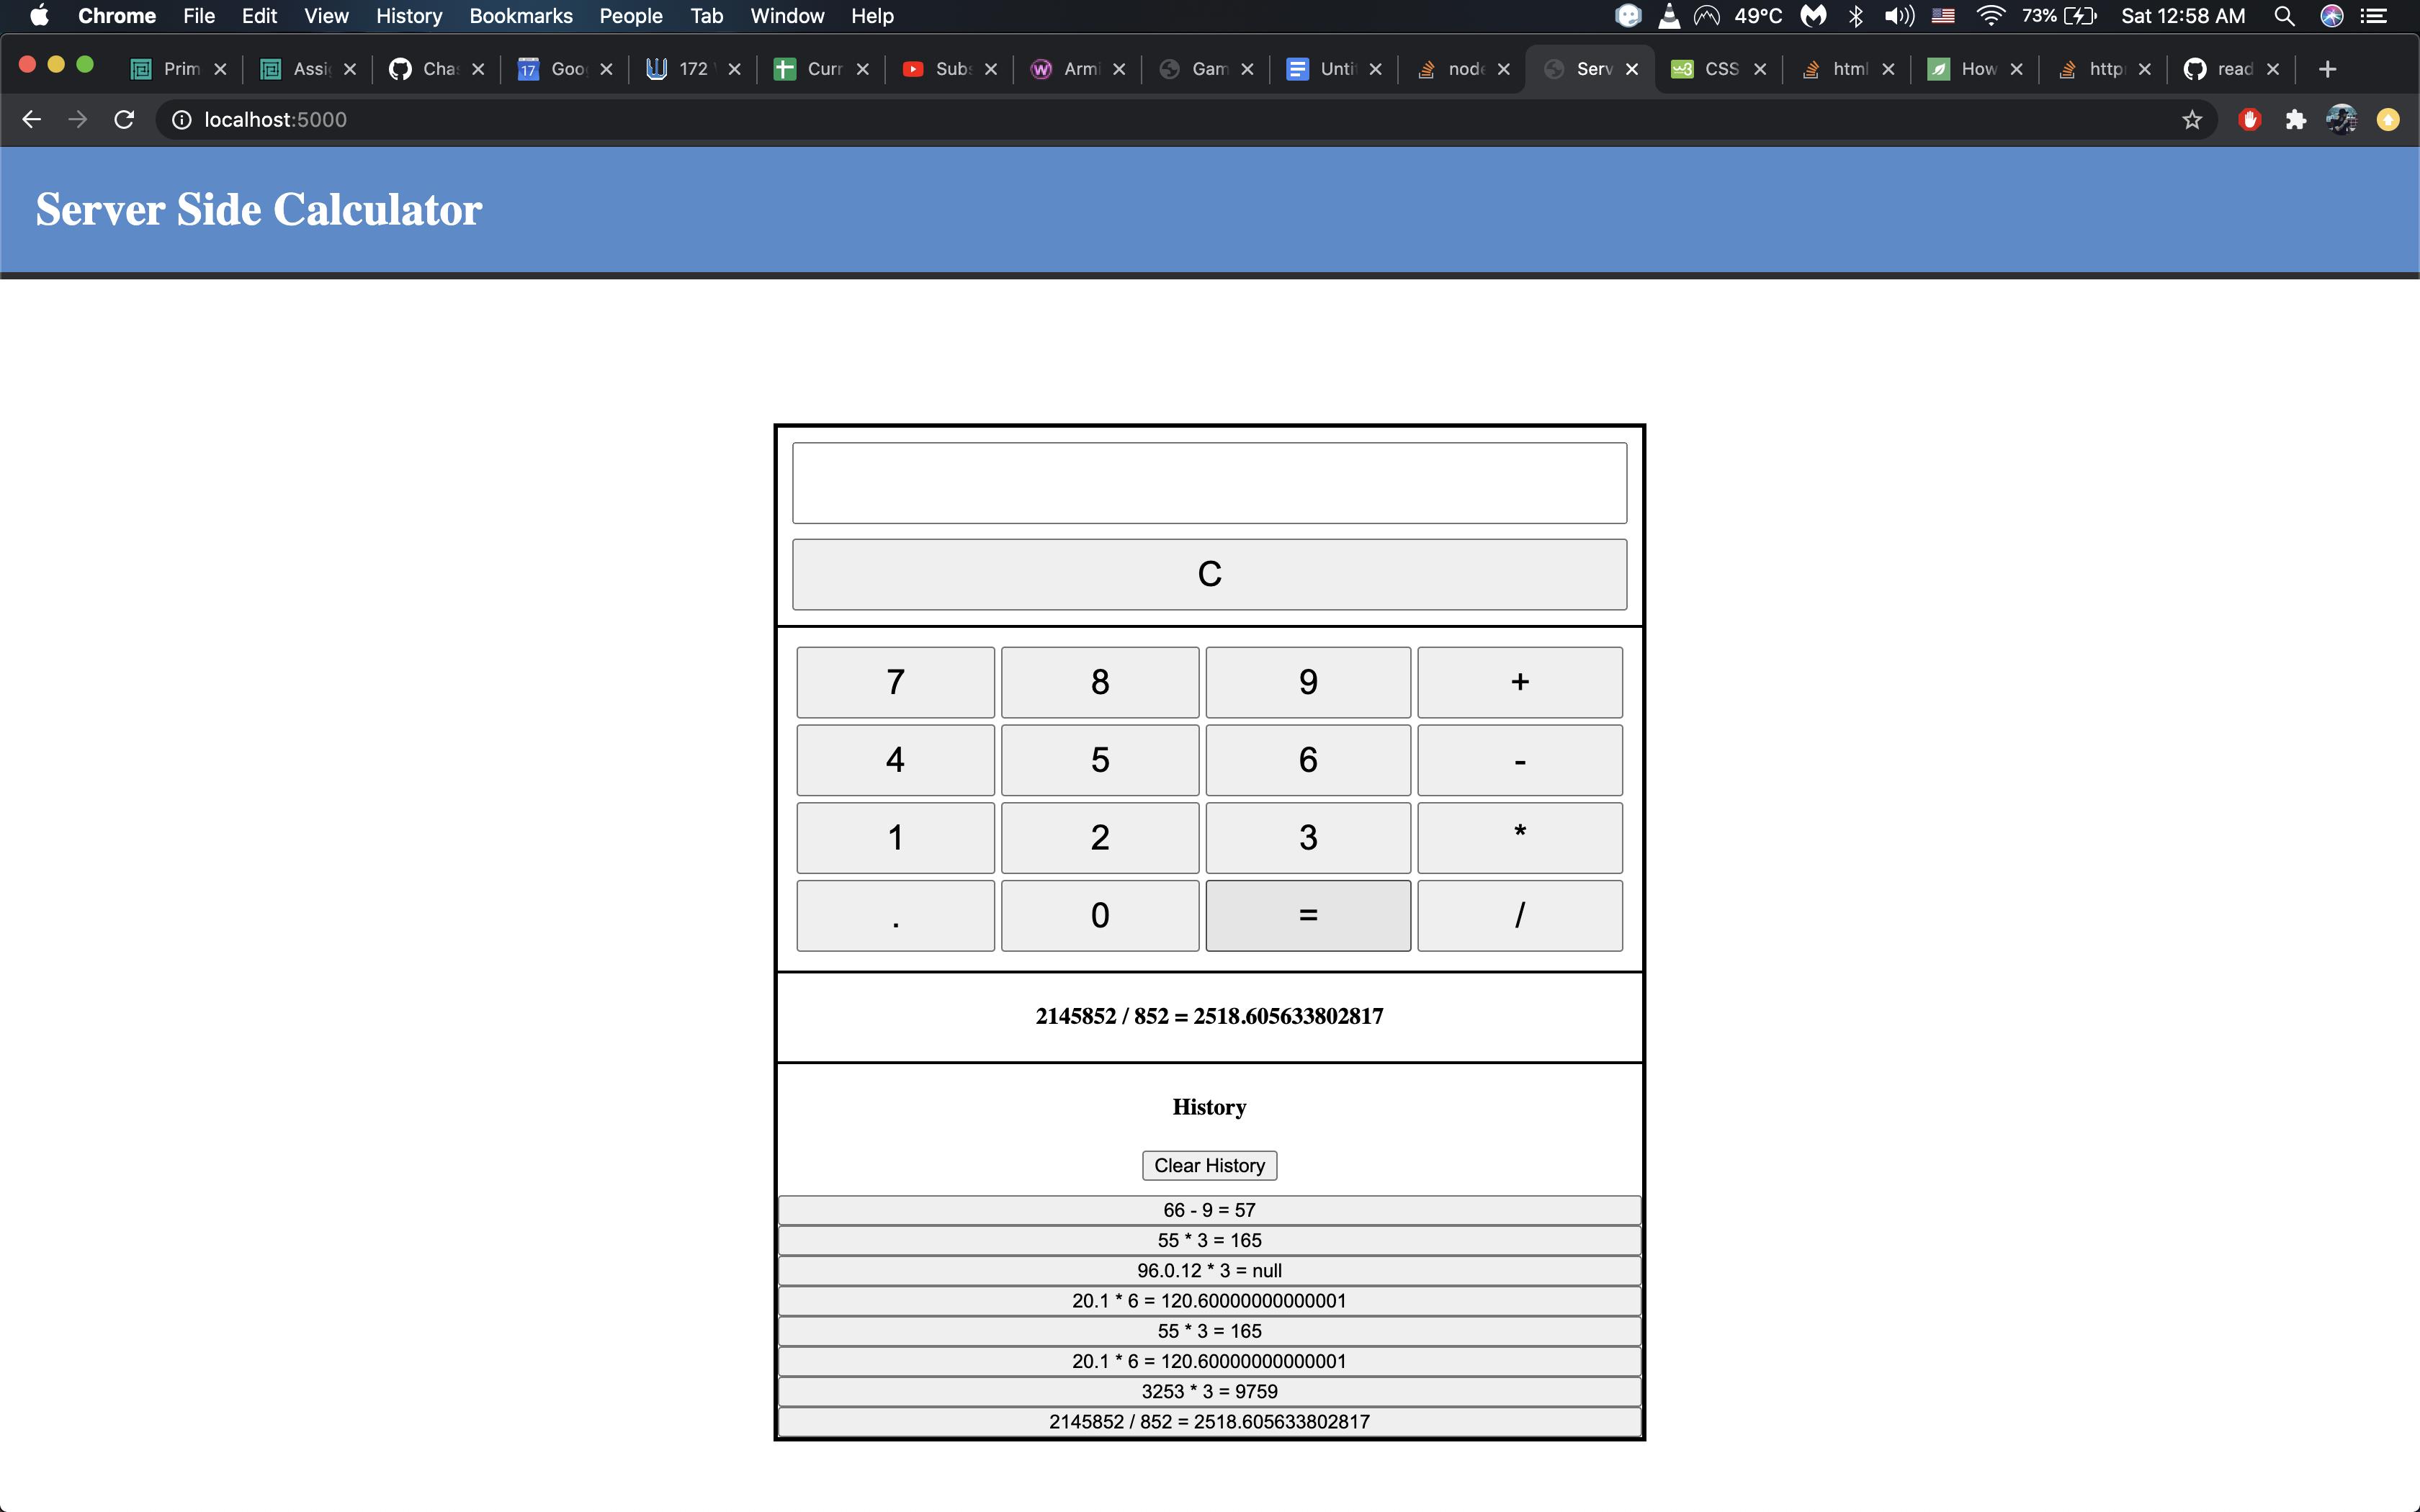 Chrome File Edit View History Bookmarks People Tab Window Help 49°C 73% Sat 12:58 AM
Prim Assi Cha 17 Goo 172 Curr Sub W Arm Gam Unti node Serv CSS html How http read
localhost:5000
Server Side Calculator
C
7 8 9 +
4 5 6 -
1 2 3 *
. 0 = /
2145852 / 852 = 2518.605633802817
History
Clear History
66 - 9 = 57
55 * 3 = 165
96.0.12 * 3 = null
20.1 * 6 = 120.60000000000001
55 * 3 = 165
20.1 * 6 = 120.60000000000001
3253 * 3 = 9759
2145852 / 852 = 2518.605633802817